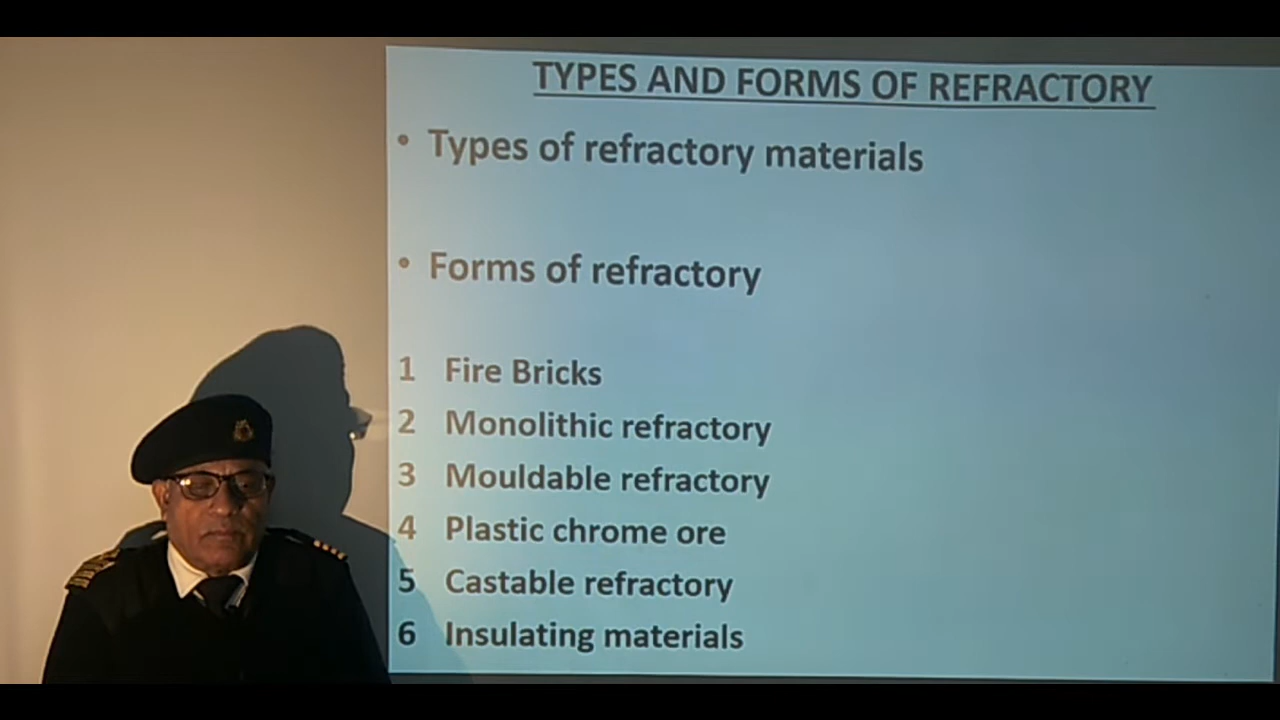 TYPES AND FORMS OF REFRACTORY
• Types of refractory materials
• Forms of refractory
1 Fire Bricks
2 Monolithic refractory
3 Mouldable refractory
4 Plastic chrome ore
5 Castable refractory
6 Insulating materials